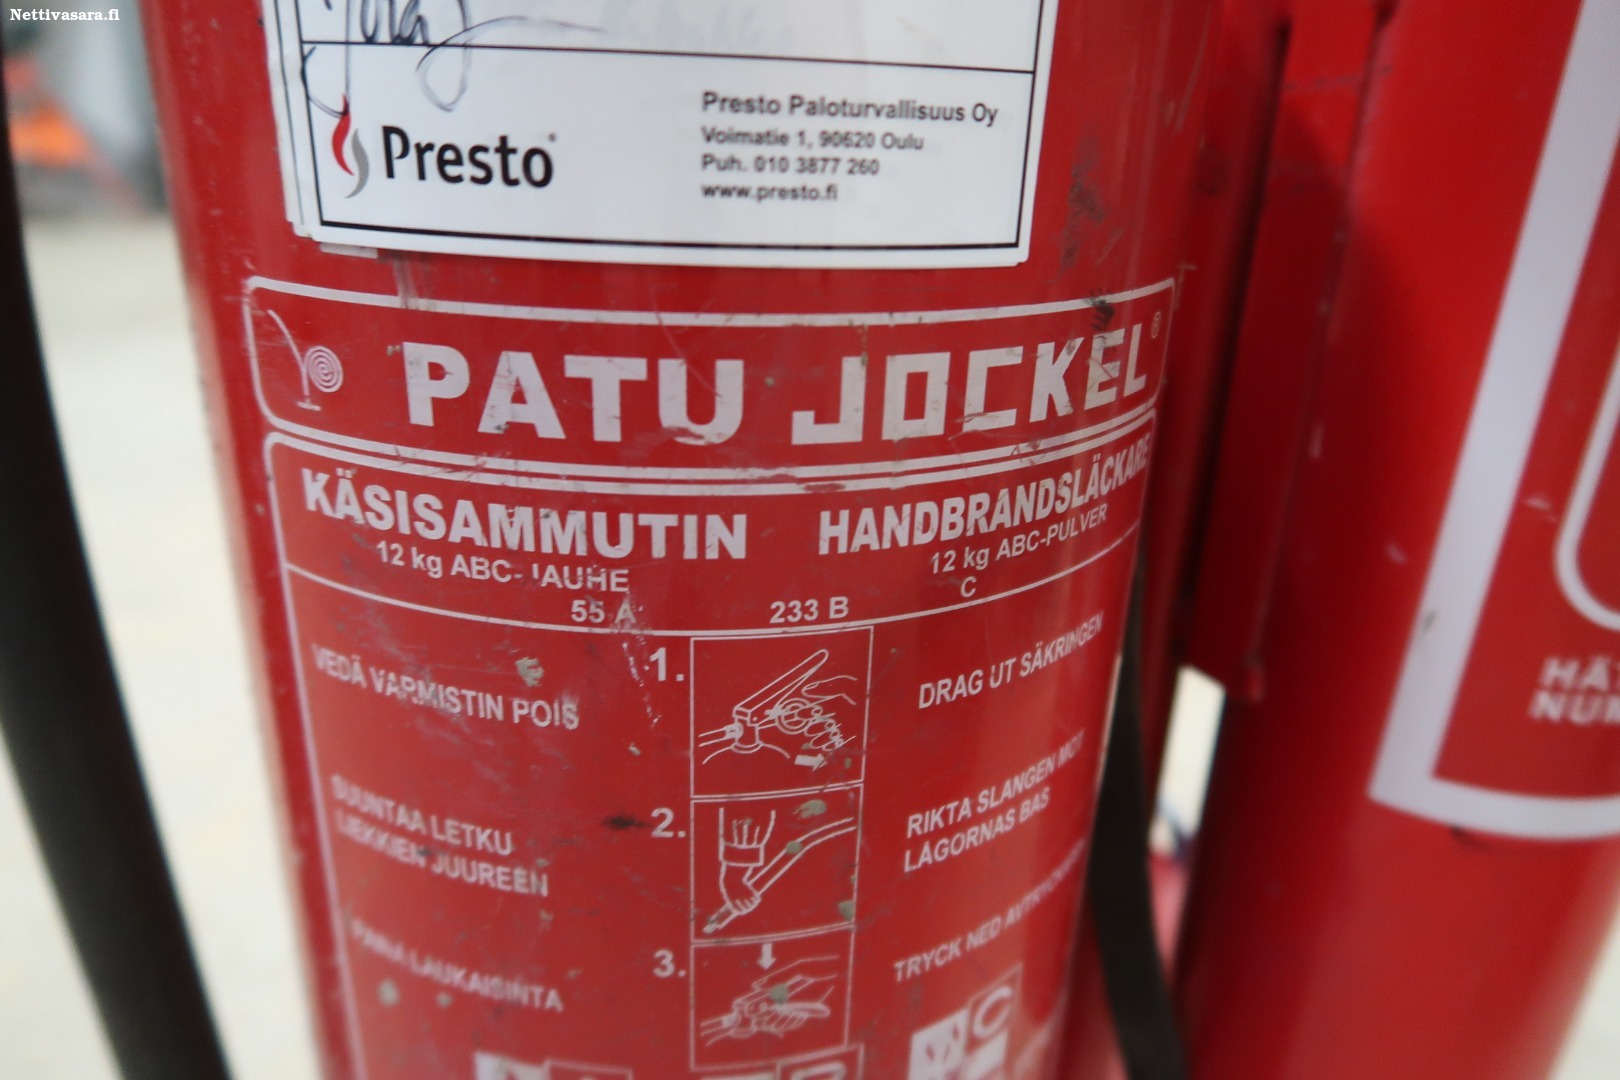 Nettivasara.fi
Presto
Presto Paloturvallisuus Oy
Voimatie 1, 90620 Oulu
Puh. 010 3877 260
www.presto.fi
PATU JOCKEL®
KÄSISAMMUTIN
12 kg ABC-JAUHE
HANDBRANDSLÄCKARE
12 kg ABC-PULVER
55 A 233 B C
1.
VEDÄ VARMISTIN POIS
DRAG UT SÄKRINGEN
2.
SUUNTAA LETKU
LIEKKIEN JUUREEN
RIKTA SLANGEN MOT
LÅGORNAS BAS
3.
PAINA LAUKAISINTA
TRYCK NED
C